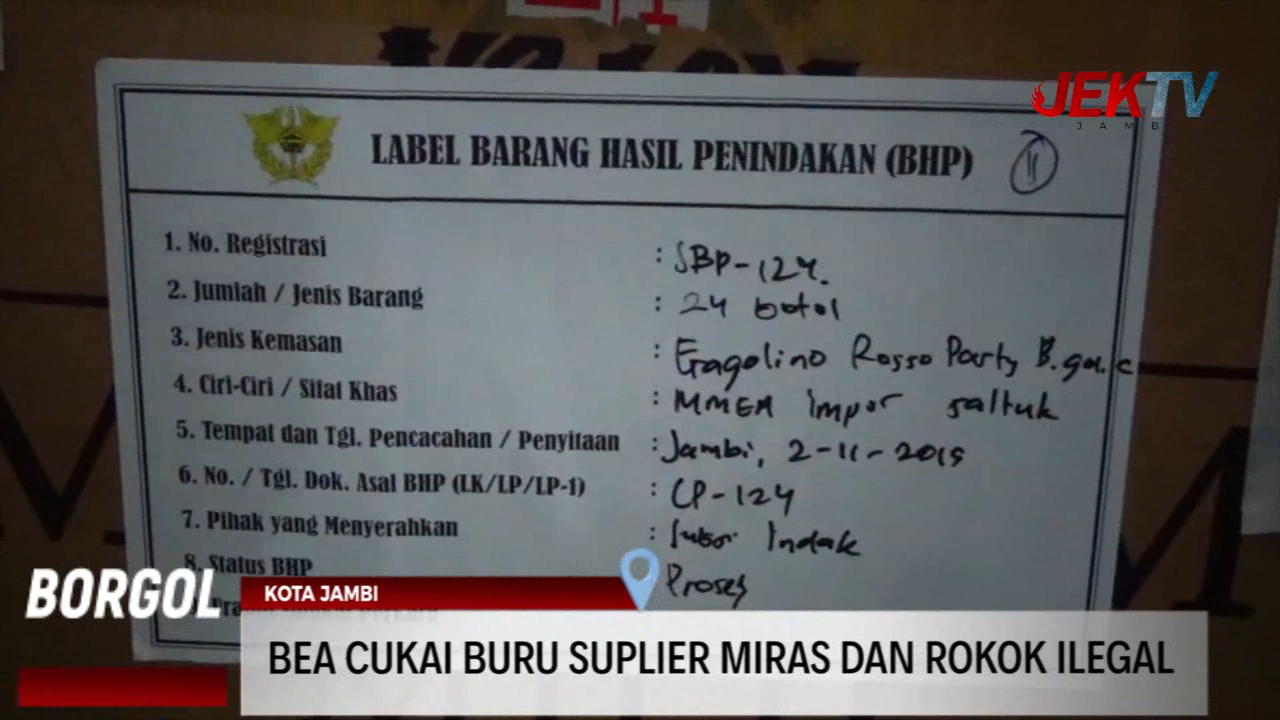 JEKTV
JAMB
LABEL BARANG HASIL PENINDAKAN (BHP)
11
1. No. Registrasi : SBP-124.
2. Jumlah / Jenis Barang : 24 botol
3. Jenis Kemasan : Rosso Party
4. Ciri-Ciri / Sifat Khas : MMEA impor saltuk
5. Tempat dan Tgl. Pencacahan / Penyitaan : Jambi, 2-11-2019
6. No. / Tgl. Dok. Asal BHP (LK/LP/LP-1) : LP-124
7. Pihak yang Menyerahkan : Indak
8. Status BHP : Proses
BORGOL
KOTA JAMBI
BEA CUKAI BURU SUPLIER MIRAS DAN ROKOK ILEGAL